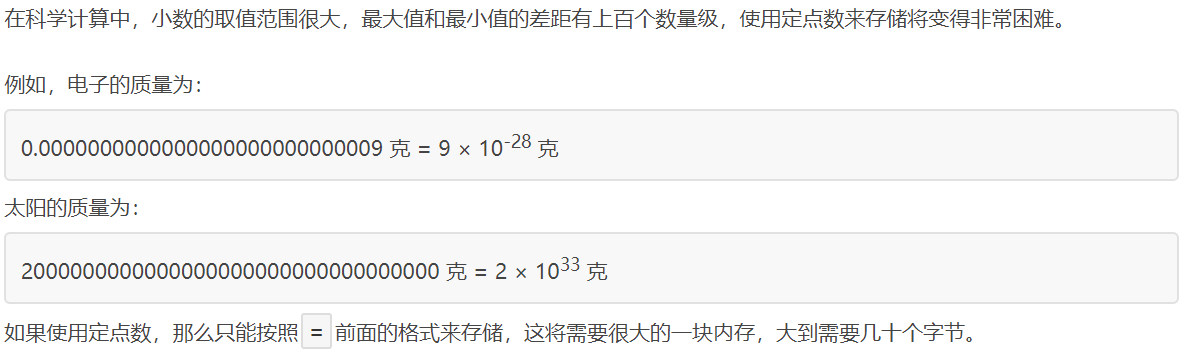 在科学计算中，小数的取值范围很大，最大值和最小值的差距有上百个数量级，使用定点数来存储将变得非常困难。
例如，电子的质量为：
0.0000000000000000000000000009 克 = 9 × 10-28 克
太阳的质量为：
2000000000000000000000000000000000 克 = 2 × 1033 克
如果使用定点数，那么只能按照 = 前面的格式来存储，这将需要很大的一块内存，大到需要几十个字节。